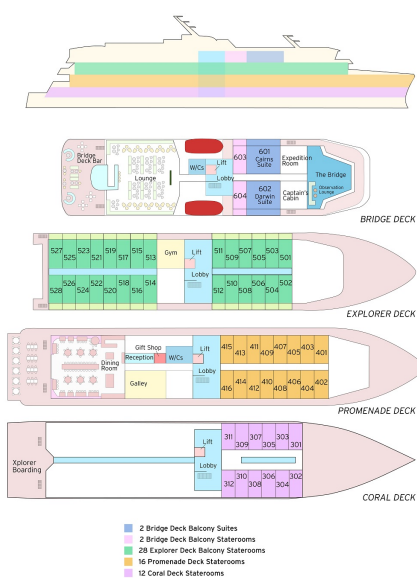 Bridge
Deck Bar
Lounge
W/Cs
Lift
Lobby
603
604
601
Cairns
Suite
602
Darwin
Suite
Expedition
Room
Captain's
Cabin
The Bridge
Observation
Lounge
BRIDGE DECK
527 525 523 521 519 517 515 513
528 526 524 522 520 518 516 514
Gym
Lift
Lobby
511 509 507 505 503 501
512 510 508 506 504 502
EXPLORER DECK
Dining
Room
Gift Shop
Reception
W/Cs
Galley
Lift
Lobby
415 413 411 409 407 405 403 401
416 414 412 410 408 406 404 402
PROMENADE DECK
Xplorer
Boarding
Lift
Lobby
311 309 307 305 303 301
312 310 308 306 304 302
CORAL DECK
2 Bridge Deck Balcony Suites
2 Bridge Deck Balcony Staterooms
28 Explorer Deck Balcony Staterooms
16 Promenade Deck Staterooms
12 Coral Deck Staterooms